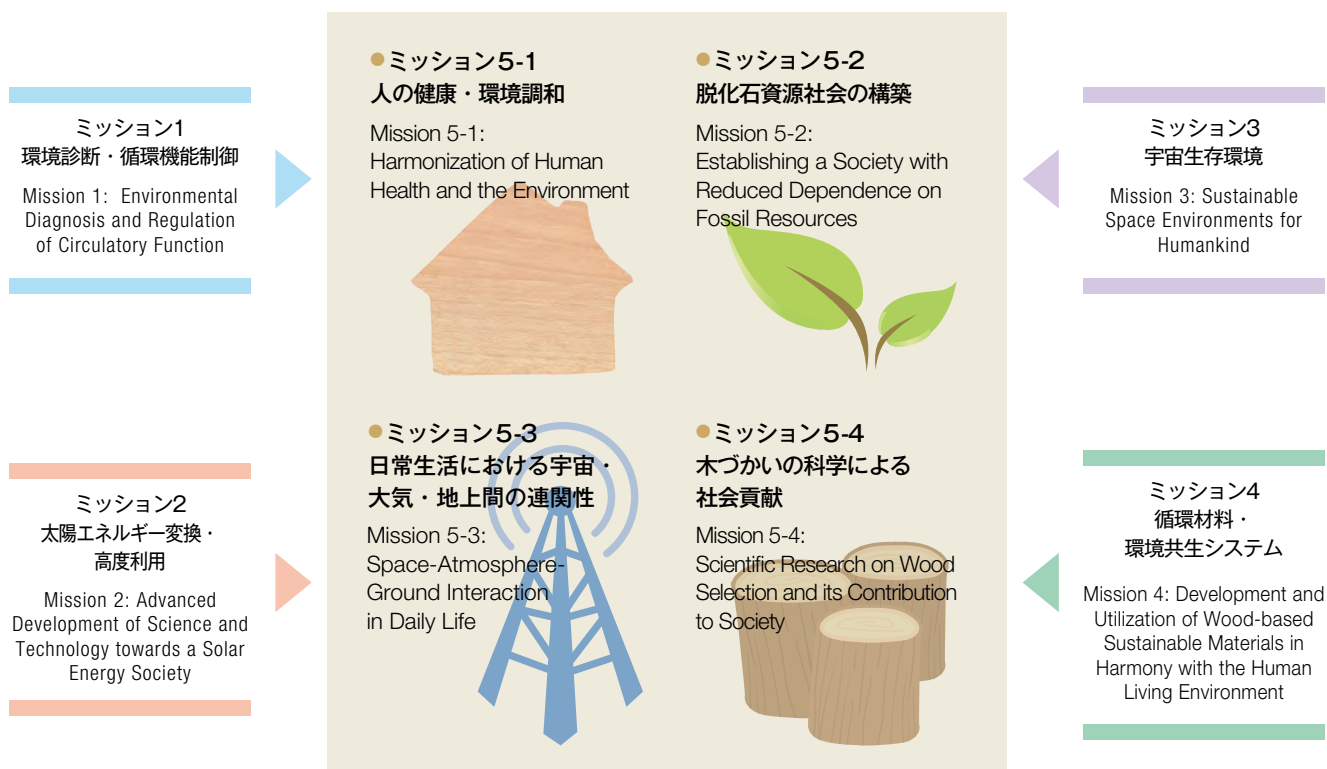 ミッション1
環境診断・循環機能制御
Mission 1: Environmental
Diagnosis and Regulation
of Circulatory Function
ミッション2
太陽エネルギー変換・
高度利用
Mission 2: Advanced
Development of Science and
Technology towards a Solar
Energy Society
●ミッション5-1
人の健康・環境調和
Mission 5-1:
Harmonization of Human
Health and the Environment
●ミッション5-2
脱化石資源社会の構築
Mission 5-2:
Establishing a Society with
Reduced Dependence on
Fossil Resources
●ミッション5-3
日常生活における宇宙・
大気・地上間の連関性
Mission 5-3:
Space-Atmosphere-
Ground Interaction
in Daily Life
●ミッション5-4
木づかいの科学による
社会貢献
Mission 5-4:
Scientific Research on Wood
Selection and its Contribution
to Society
ミッション3
宇宙生存環境
Mission 3: Sustainable
Space Environments for
Humankind
ミッション4
循環材料・
環境共生システム
Mission 4: Development and
Utilization of Wood-based
Sustainable Materials in
Harmony with the Human
Living Environment